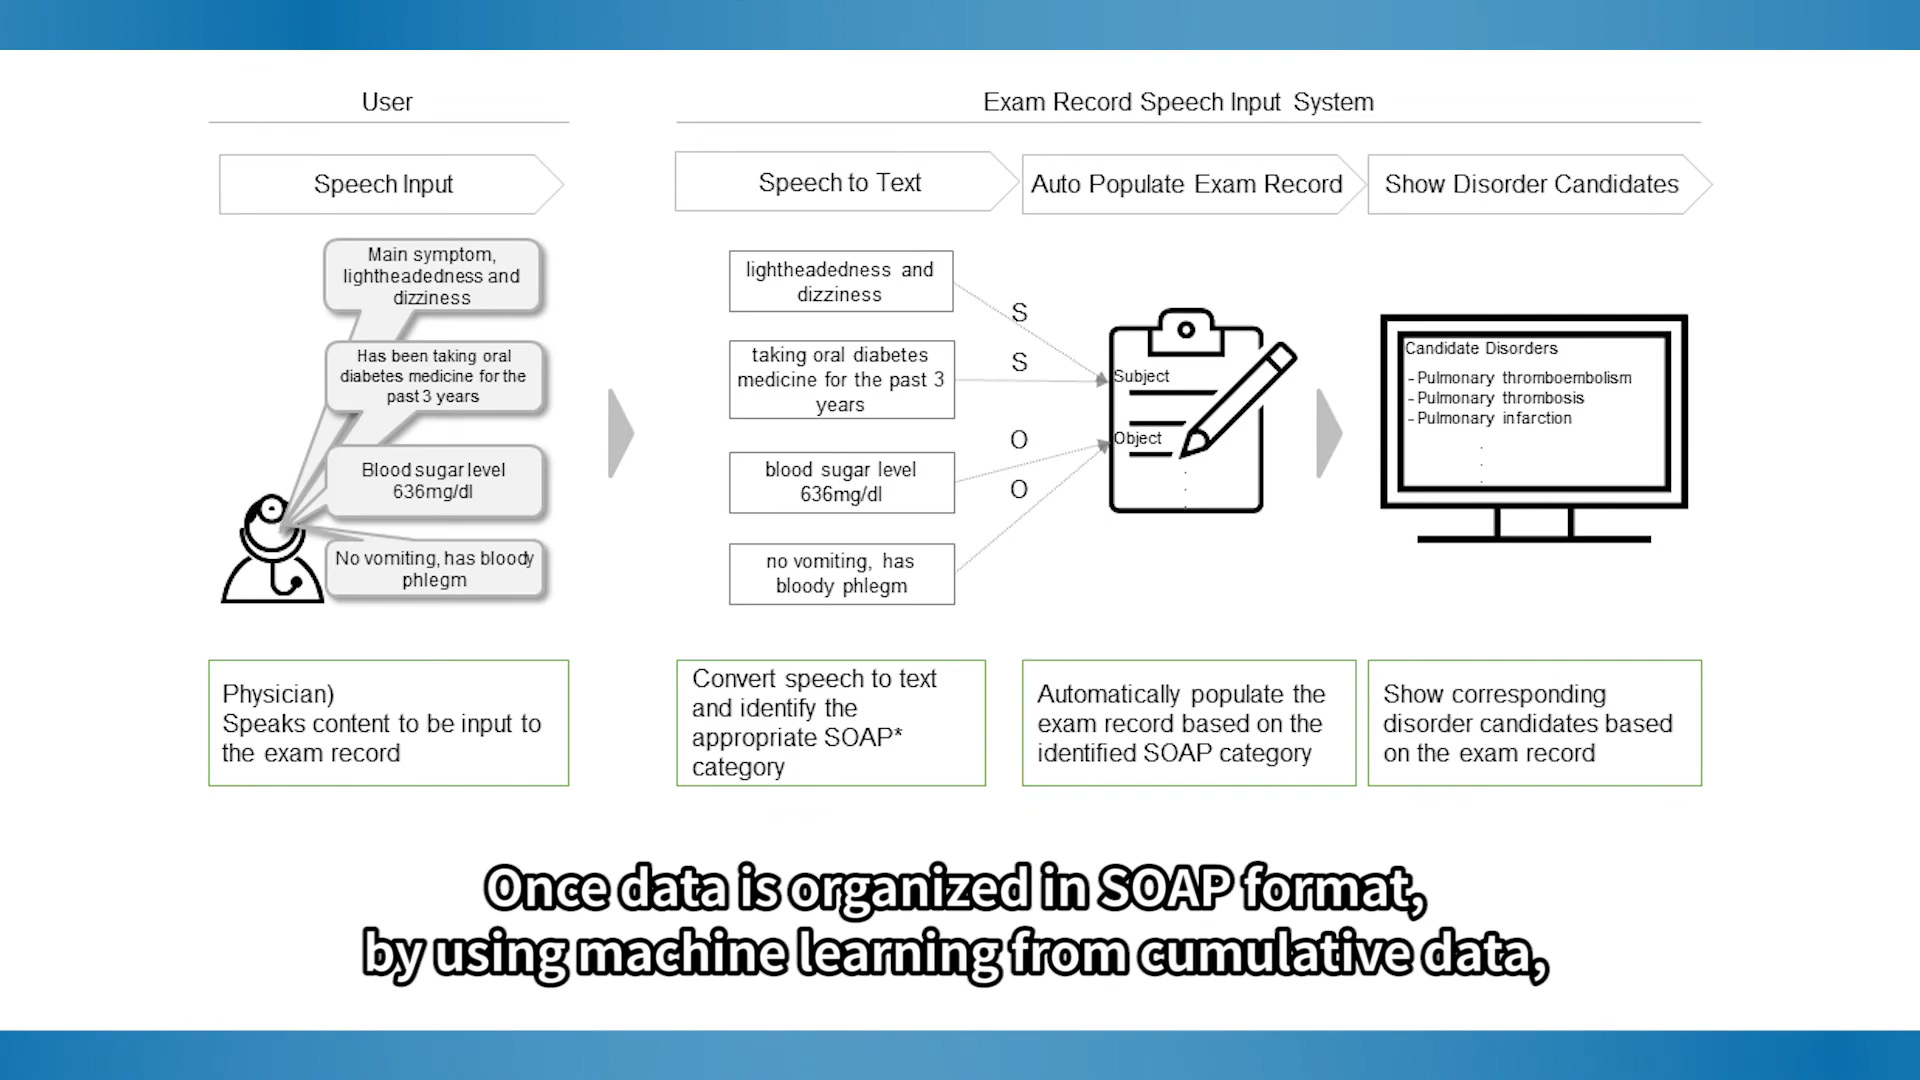 User
Exam Record Speech Input System
Speech Input
Speech to Text
Auto Populate Exam Record
Show Disorder Candidates
Main symptom,
lightheadedness and
dizziness
Has been taking oral
diabetes medicine for the
past 3 years
Blood sugar level
636mg/dl
No vomiting, has bloody
phlegm
lightheadedness and
dizziness
taking oral diabetes
medicine for the past 3
years
blood sugar level
636mg/dl
no vomiting, has
bloody phlegm
S
S
O
O
Subject
Object
Candidate Disorders
- Pulmonary thromboembolism
- Pulmonary thrombosis
- Pulmonary infarction
Physician)
Speaks content to be input to
the exam record
Convert speech to text
and identify the
appropriate SOAP*
category
Automatically populate the
exam record based on the
identified SOAP category
Show corresponding
disorder candidates based
on the exam record
Once data is organized in SOAP format,
by using machine learning from cumulative data,